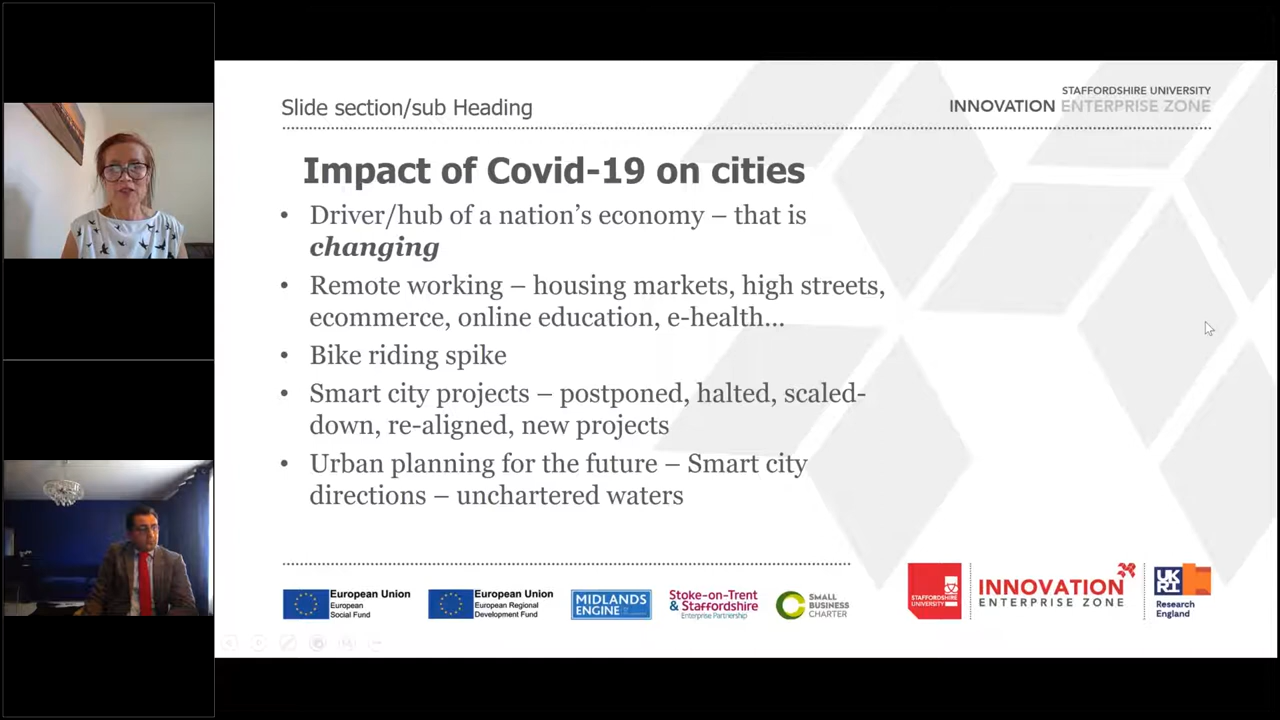 Slide section/sub Heading
STAFFORDSHIRE UNIVERSITY
INNOVATION ENTERPRISE ZONE
Impact of Covid-19 on cities
• Driver/hub of a nation's economy – that is
changing
• Remote working – housing markets, high streets,
ecommerce, online education, e-health...
• Bike riding spike
• Smart city projects – postponed, halted, scaled-
down, re-aligned, new projects
• Urban planning for the future – Smart city
directions – unchartered waters
European Union
European
Social Fund
European Union
European Regional
Development Fund
MIDLANDS
ENGINE
Stoke-on-Trent
& Staffordshire
Enterprise Partnership
SMALL
BUSINESS
CHARTER
STAFFORDSHIRE
UNIVERSITY
INNOVATION
ENTERPRISE ZONE
UK
RI
Research
England